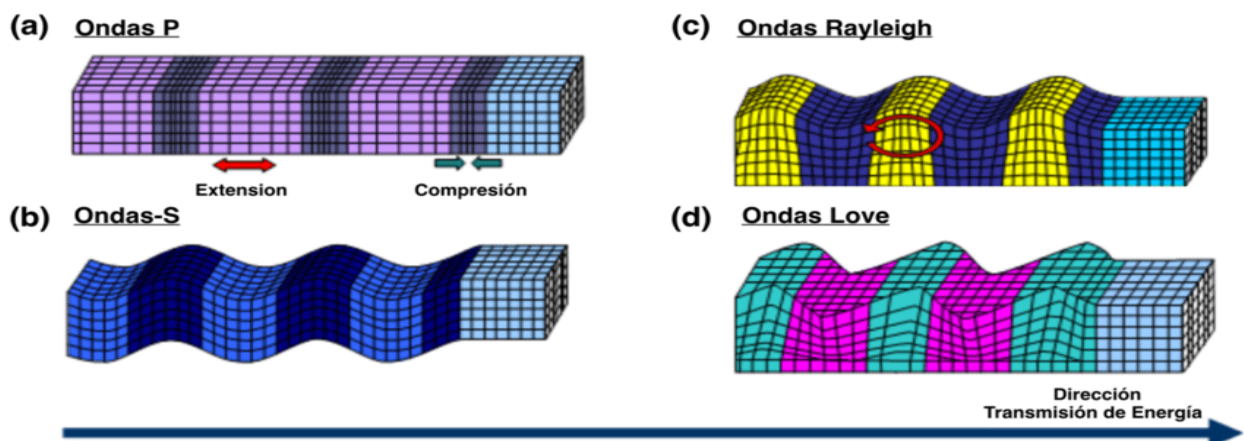 (a) Ondas P
Extension
Compresión
(b) Ondas-S
(c) Ondas Rayleigh
(d) Ondas Love
Dirección
Transmisión de Energía